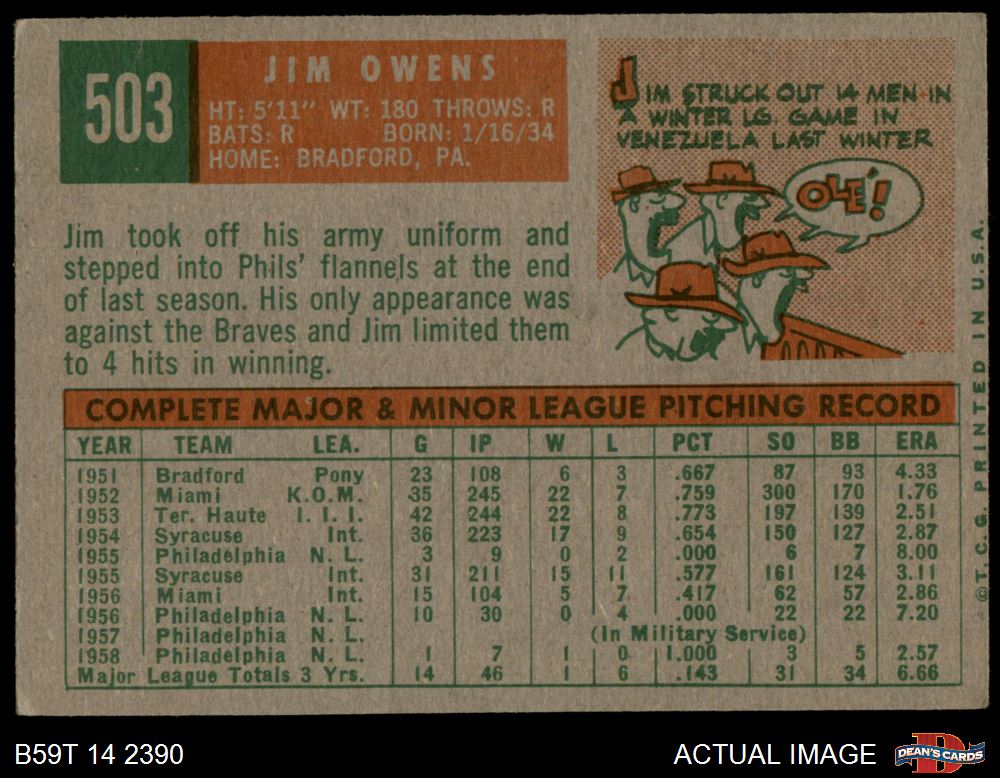 503
JIM OWENS
HT: 5'11" WT: 180 THROWS: R
BATS: R BORN: 1/16/34
HOME: BRADFORD, PA.
JIM STRUCK OUT 14 MEN IN
A WINTER LG. GAME IN
VENEZUELA LAST WINTER
OLÉ!
Jim took off his army uniform and
stepped into Phils' flannels at the end
of last season. His only appearance was
against the Braves and Jim limited them
to 4 hits in winning.
COMPLETE MAJOR & MINOR LEAGUE PITCHING RECORD
YEAR TEAM LEA. G IP W L PCT SO BB ERA
1951 Bradford Pony 23 108 6 3 .667 87 93 4.33
1952 Miami K.O.M. 35 245 22 7 .759 300 170 1.76
1953 Ter. Haute I. I. I. 42 244 22 8 .773 197 139 2.51
1954 Syracuse Int. 36 223 17 9 .654 150 127 2.87
1955 Philadelphia N. L. 3 9 0 2 .000 6 7 8.00
1955 Syracuse Int. 31 211 15 11 .577 161 124 3.11
1956 Miami Int. 15 104 5 7 .417 62 57 2.86
1956 Philadelphia N. L. 10 30 0 4 .000 22 22 7.20
1957 Philadelphia N. L. (In Military Service)
1958 Philadelphia N. L. 1 7 1 0 1.000 3 5 2.57
Major League Totals 3 Yrs. 14 46 1 6 .143 31 34 6.66
©T.C.G. PRINTED IN U.S.A.
B59T 14 2390
ACTUAL IMAGE
DEAN'S CARDS